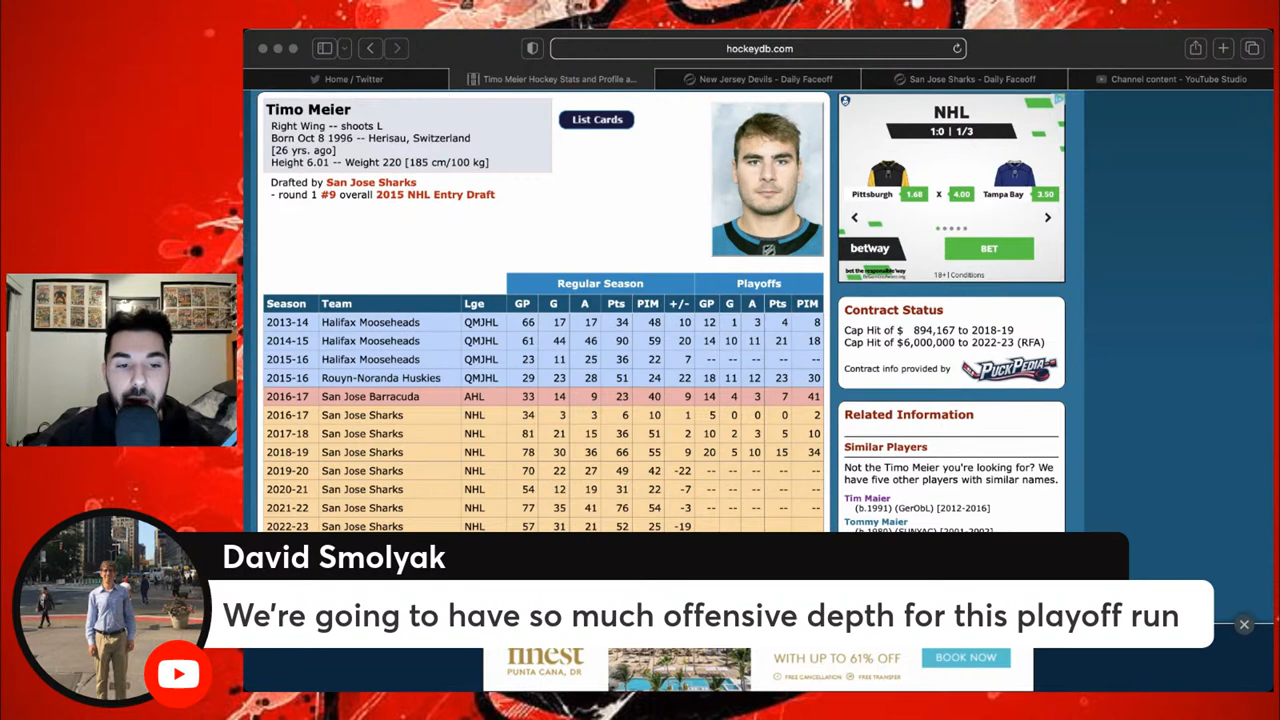 hockeydb.com
Home / Twitter
Timo Meier Hockey Stats and Profile a...
New Jersey Devils - Daily Faceoff
San Jose Sharks - Daily Faceoff
Channel content - YouTube Studio
Timo Meier
Right Wing -- shoots L
Born Oct 8 1996 -- Herisau, Switzerland
[26 yrs. ago]
Height 6.01 -- Weight 220 [185 cm/100 kg]
Drafted by San Jose Sharks
- round 1 #9 overall 2015 NHL Entry Draft
List Cards
Regular Season Playoffs
Season Team Lge GP G A Pts PIM +/- GP G A Pts PIM
2013-14 Halifax Mooseheads QMJHL 66 17 17 34 48 10 12 1 3 4 8
2014-15 Halifax Mooseheads QMJHL 61 44 46 90 59 20 14 10 11 21 18
2015-16 Halifax Mooseheads QMJHL 23 11 25 36 22 7 -- -- -- -- --
2015-16 Rouyn-Noranda Huskies QMJHL 29 23 28 51 24 22 18 11 12 23 30
2016-17 San Jose Barracuda AHL 33 14 9 23 40 9 14 4 3 7 41
2016-17 San Jose Sharks NHL 34 3 3 6 10 1 5 0 0 0 2
2017-18 San Jose Sharks NHL 81 21 15 36 51 2 10 2 3 5 10
2018-19 San Jose Sharks NHL 78 30 36 66 55 9 20 5 10 15 34
2019-20 San Jose Sharks NHL 70 22 27 49 42 -22 -- -- -- -- --
2020-21 San Jose Sharks NHL 54 12 19 31 22 -7 -- -- -- -- --
2021-22 San Jose Sharks NHL 77 35 41 76 54 -3 -- -- -- -- --
2022-23 San Jose Sharks NHL 57 31 21 52 25 -19
NHL
1:0 | 1/3
Pittsburgh 1.68 X 4.00 Tampa Bay 3.50
betway BET
bet the responsible way
18+ | Conditions
Contract Status
Cap Hit of $ 894,167 to 2018-19
Cap Hit of $6,000,000 to 2022-23 (RFA)
Contract info provided by PUCKPEDIA
Related Information
Similar Players
Not the Timo Meier you're looking for? We
have five other players with similar names.
Tim Maier
(b.1991) (GerObL) [2012-2016]
Tommy Maier
David Smolyak
We're going to have so much offensive depth for this playoff run
finest
PUNTA CANA, DR
WITH UP TO 61% OFF
FREE CANCELLATION FREE TRANSFER
BOOK NOW